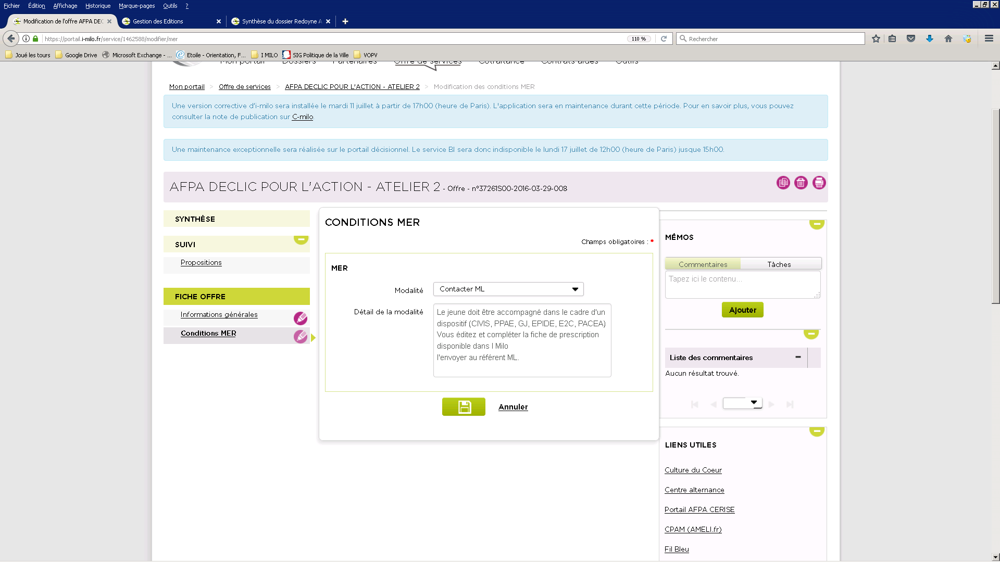 Fichier Édition Affichage Historique Marque-pages Outils ?
Modification de l'offre AFPA DEC
Gestion des Editions
Synthèse du dossier Redoyne A
https://portail.i-milo.fr/service/1462588/modifier/mer
110 %
Rechercher
Joué les tours
Google Drive
Microsoft Exchange - ...
Etoile - Orientation, F...
I MILO
SIG Politique de la Ville
VOPV
Mon portail Dossiers Partenaires Offre de services Cotraitance Contrats aidés Outils
Mon portail > Offre de services > AFPA DECLIC POUR L'ACTION - ATELIER 2 > Modification des conditions MER
Une version corrective d'i-milo sera installée le mardi 11 juillet à partir de 17h00 (heure de Paris). L'application sera en maintenance durant cette période. Pour en savoir plus, vous pouvez
consulter la note de publication sur C-milo.
Une maintenance exceptionnelle sera réalisée sur le portail décisionnel. Le service BI sera donc indisponible le lundi 17 juillet de 12h00 (heure de Paris) jusque 15h00.
AFPA DECLIC POUR L'ACTION - ATELIER 2 - Offre - n°37261S00-2016-03-29-008
SYNTHÈSE
SUIVI
Propositions
FICHE OFFRE
Informations générales
Conditions MER
CONDITIONS MER
Champs obligatoires : *
MER
Modalité
Contacter ML
Détail de la modalité
Le jeune doit être accompagné dans le cadre d'un
dispositif (CIVIS, PPAE, GJ, EPIDE, E2C, PACEA)
Vous éditez et compléter la fiche de prescription
disponible dans I Milo
l'envoyer au référent ML.
Annuler
MÉMOS
Commentaires
Tâches
Tapez ici le contenu...
Ajouter
Liste des commentaires
Aucun résultat trouvé.
LIENS UTILES
Culture du Coeur
Centre alternance
Portail AFPA CERISE
CPAM (AMELI.fr)
Fil Bleu